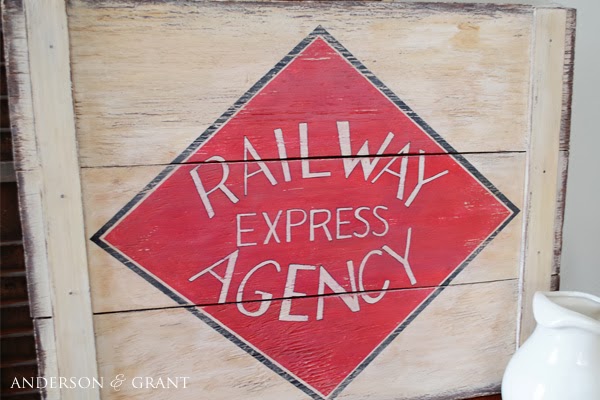 RAILWAY
EXPRESS
AGENCY
ANDERSON & GRANT